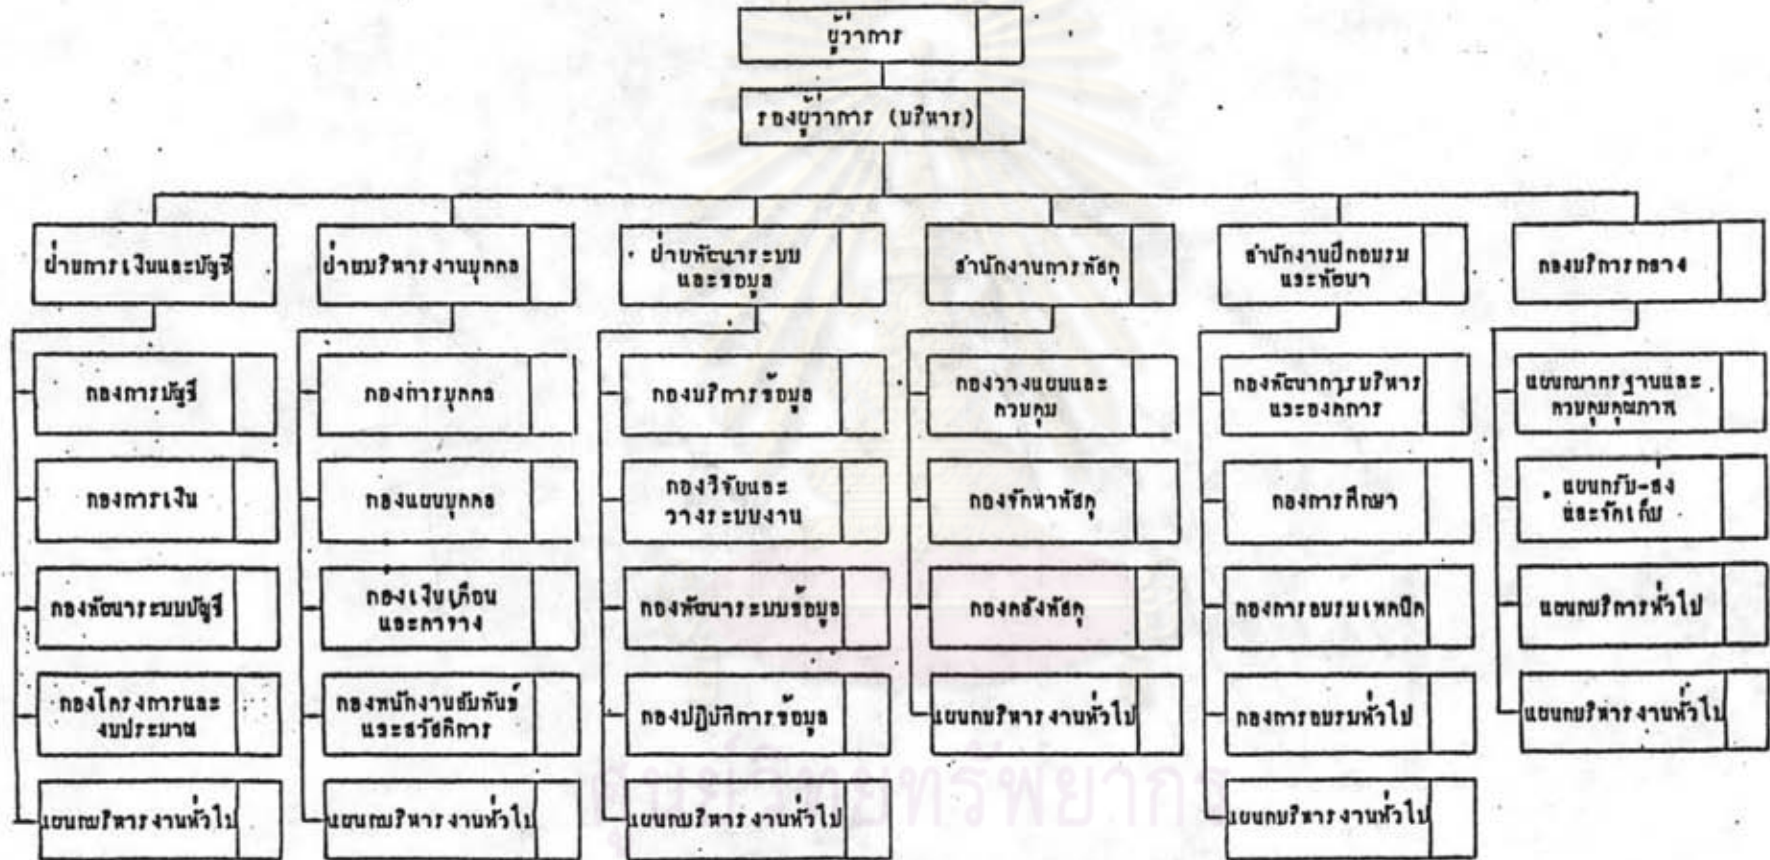 ผู้ว่าการ
รองผู้ว่าการ (บริหาร)
ฝ่ายการเงินและบัญชี
ฝ่ายบริหารงานบุคคล
ฝ่ายพัฒนาระบบ
และข้อมูล
สำนักงานการพัสดุ
สำนักงานฝึกอบรม
และพัฒนา
กองบริการกลาง
กองการบัญชี
กองการบุคคล
กองบริการข้อมูล
กองวางแผนและ
ควบคุม
กองพัฒนาการบริหาร
และองค์การ
แผนกมาตรฐานและ
ควบคุมคุณภาพ
กองการเงิน
กองแผนบุคคล
กองวิจัยและ
วางระบบงาน
กองจัดหาพัสดุ
กองการศึกษา
แผนกรับ-ส่ง
และจัดเก็บ
กองพัฒนาระบบบัญชี
กองเงินเดือน
และค่าจ้าง
กองพัฒนาระบบข้อมูล
กองคลังพัสดุ
กองการอบรมเทคนิค
แผนกบริการทั่วไป
กองโครงการและ
งบประมาณ
กองพนักงานสัมพันธ์
และสวัสดิการ
กองปฏิบัติการข้อมูล
แผนกบริหารงานทั่วไป
กองการอบรมทั่วไป
แผนกบริหารงานทั่วไป
แผนกบริหารงานทั่วไป
แผนกบริหารงานทั่วไป
แผนกบริหารงานทั่วไป
แผนกบริหารงานทั่วไป
ศูนย์วิทยทรัพยากร